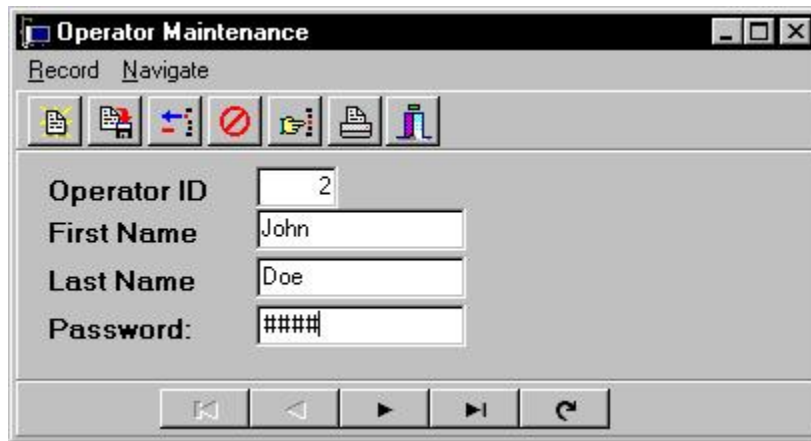 Operator Maintenance
Record Navigate
Operator ID 2
First Name John
Last Name Doe
Password: ####